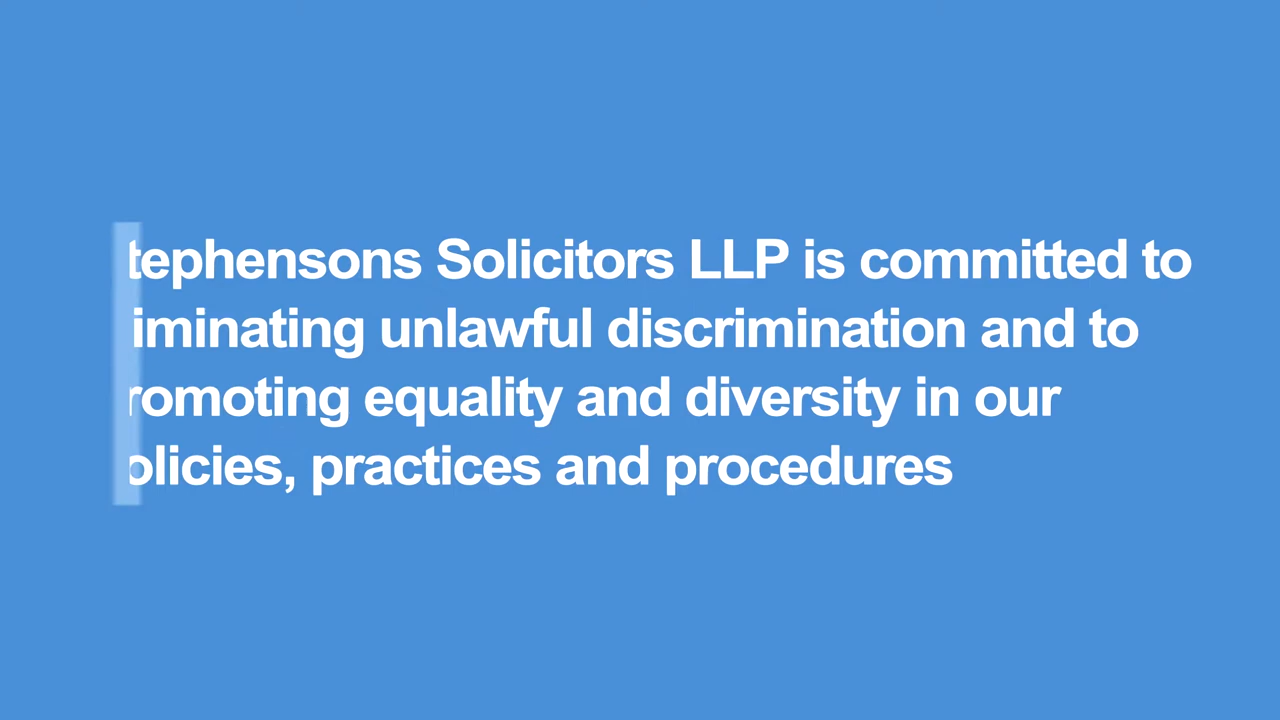 tephensons Solicitors LLP is committed to
iminating unlawful discrimination and to
romoting equality and diversity in our
olicies, practices and procedures